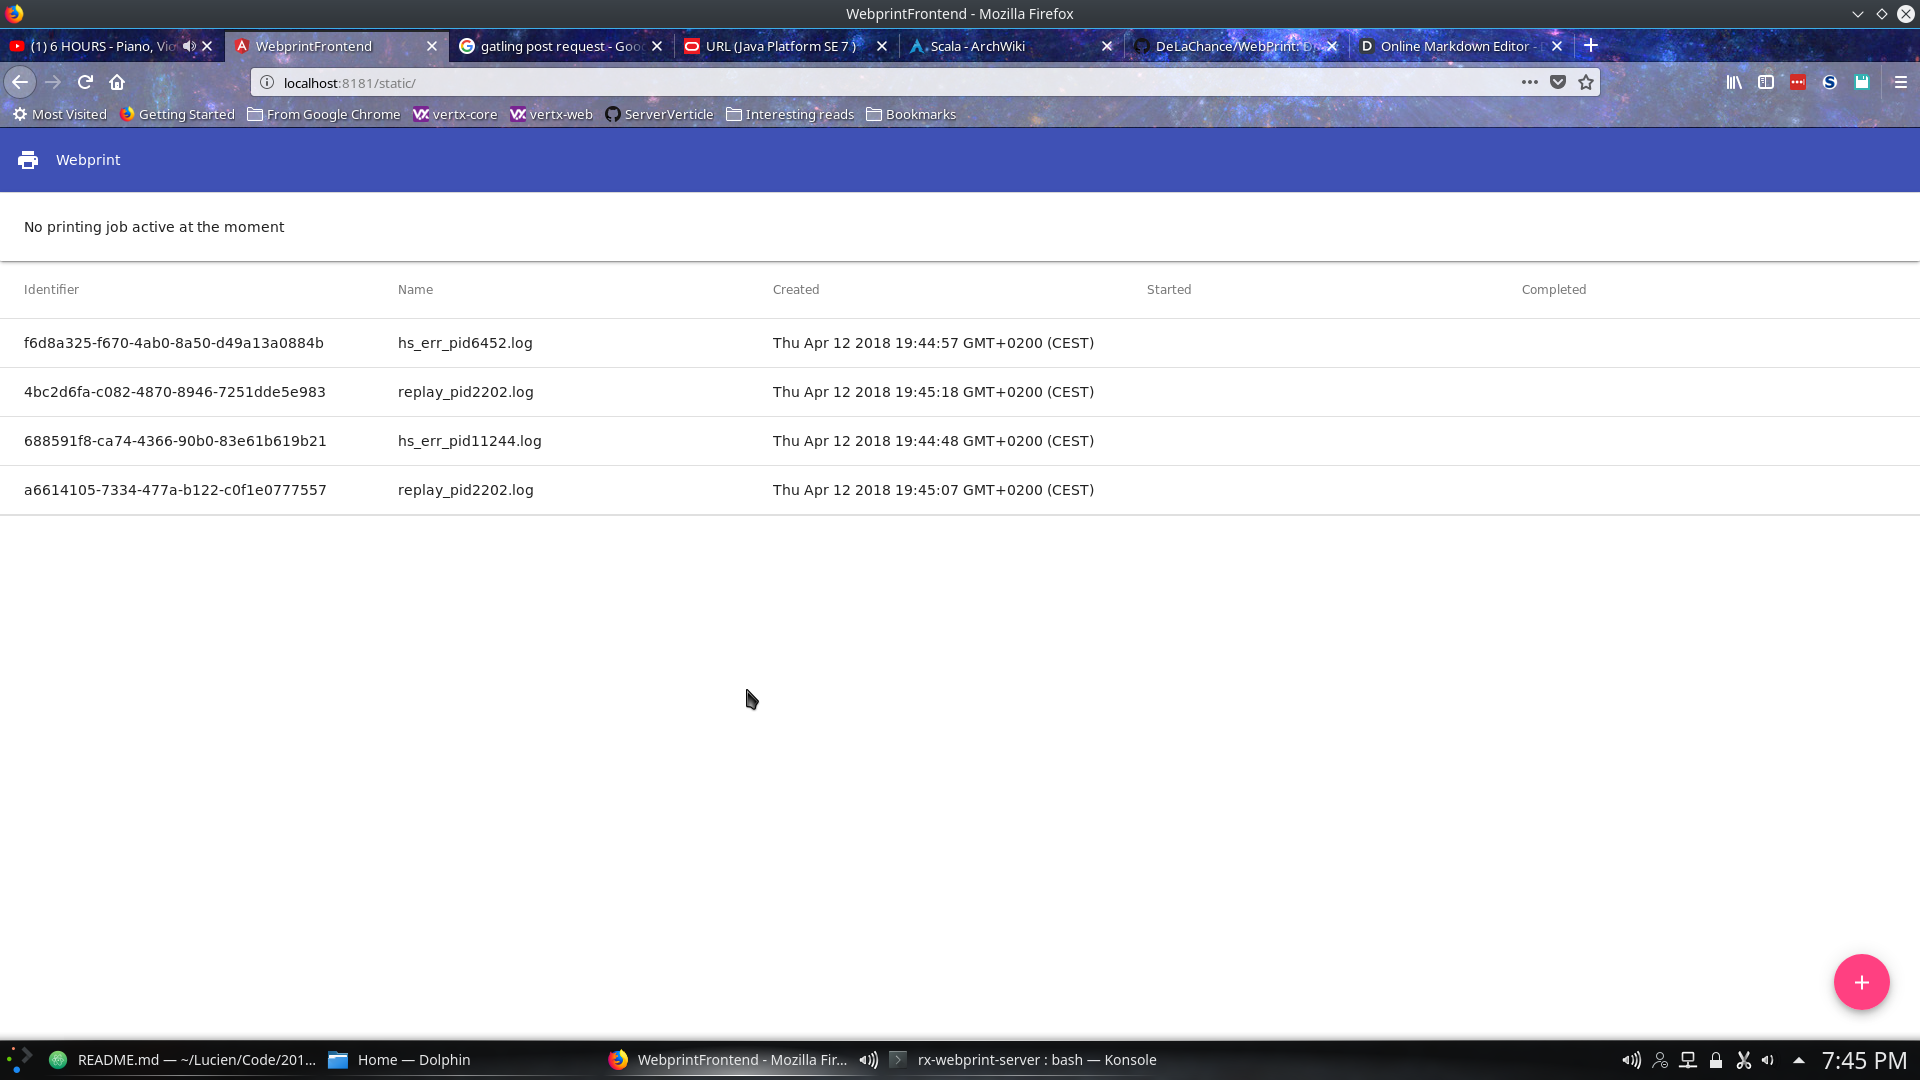 WebprintFrontend - Mozilla Firefox
(1) 6 HOURS - Piano, Vio
WebprintFrontend
gatling post request - Goo
URL (Java Platform SE 7 )
Scala - ArchWiki
DeLaChance/WebPrint:
Online Markdown Editor -
localhost:8181/static/
Most Visited
Getting Started
From Google Chrome
vertx-core
vertx-web
ServerVerticle
Interesting reads
Bookmarks
Webprint
No printing job active at the moment
Identifier Name Created Started Completed
f6d8a325-f670-4ab0-8a50-d49a13a0884b hs_err_pid6452.log Thu Apr 12 2018 19:44:57 GMT+0200 (CEST)
4bc2d6fa-c082-4870-8946-7251dde5e983 replay_pid2202.log Thu Apr 12 2018 19:45:18 GMT+0200 (CEST)
688591f8-ca74-4366-90b0-83e61b619b21 hs_err_pid11244.log Thu Apr 12 2018 19:44:48 GMT+0200 (CEST)
a6614105-7334-477a-b122-c0f1e0777557 replay_pid2202.log Thu Apr 12 2018 19:45:07 GMT+0200 (CEST)
README.md — ~/Lucien/Code/201...
Home — Dolphin
WebprintFrontend - Mozilla Fir...
rx-webprint-server : bash — Konsole
7:45 PM